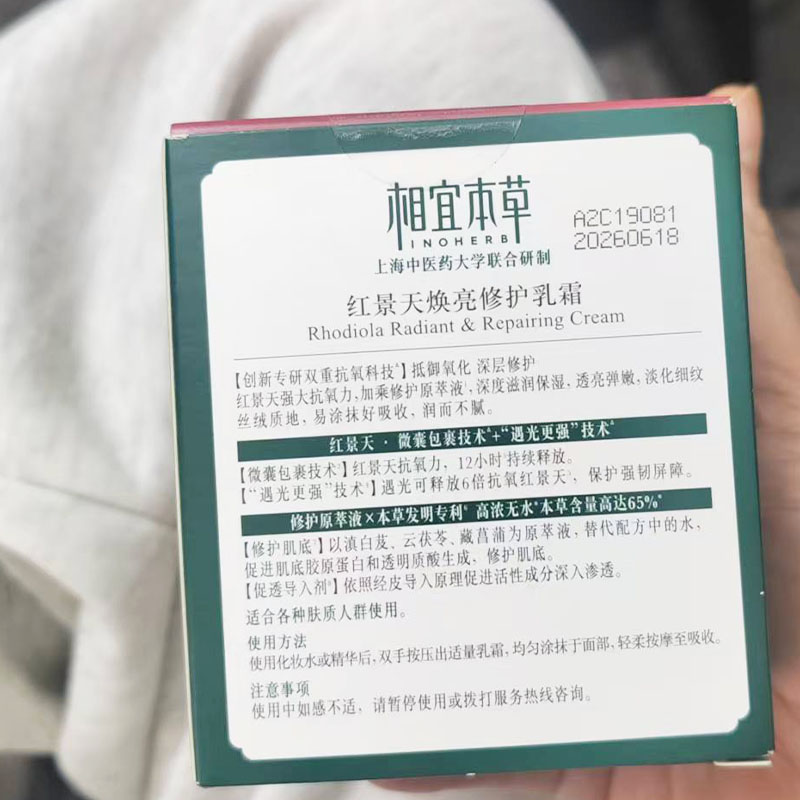 相宜本草
INOHERB
上海中医药大学联合研制
A2C19081
20260618
红景天焕亮修护乳霜
Rhodiola Radiant & Repairing Cream
【创新专研双重抗氧科技】抵御氧化 深层修护
红景天强大抗氧力,加乘修护原萃液,深度滋润保湿,透亮弹嫩,淡化细纹
丝绒质地,易涂抹好吸收,润而不腻。
红景天·微囊包裹技术+“遇光更强”技术
【微囊包裹技术】红景天抗氧力,12小时持续释放。
【“遇光更强”技术】遇光可释放6倍抗氧红景天,保护强韧屏障。
修护原萃液×本草发明专利 高浓无水 本草含量高达65%
【修护肌底】以滇白芨、云茯苓、藏菖蒲为原萃液,替代配方中的水,
促进肌底胶原蛋白和透明质酸生成,修护肌底。
【促透导入剂】依照经皮导入原理促进活性成分深入渗透。
适合各种肤质人群使用。
使用方法
使用化妆水或精华后,双手按压出适量乳霜,均匀涂抹于面部,轻柔按摩至吸收。
注意事项
使用中如感不适,请暂停使用或拨打服务热线咨询。